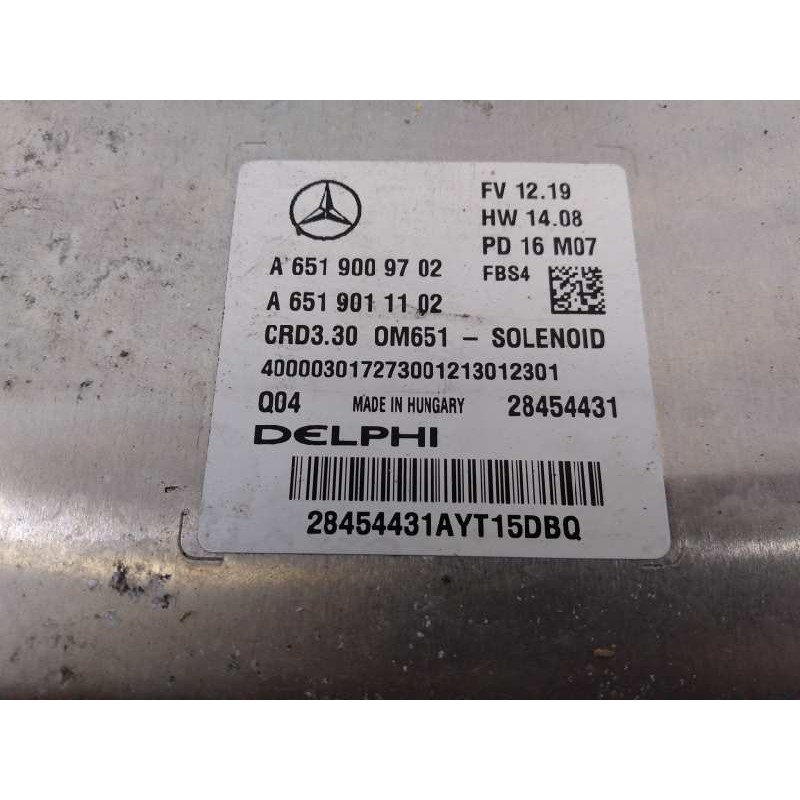 FV 12.19
HW 14.08
PD 16 M07
A 651 900 97 02
FBS4
A 651 901 11 02
CRD3.30 OM651 - SOLENOID
400003017273001213012301
Q04 MADE IN HUNGARY 28454431
DELPHI
28454431AYT15DBQ